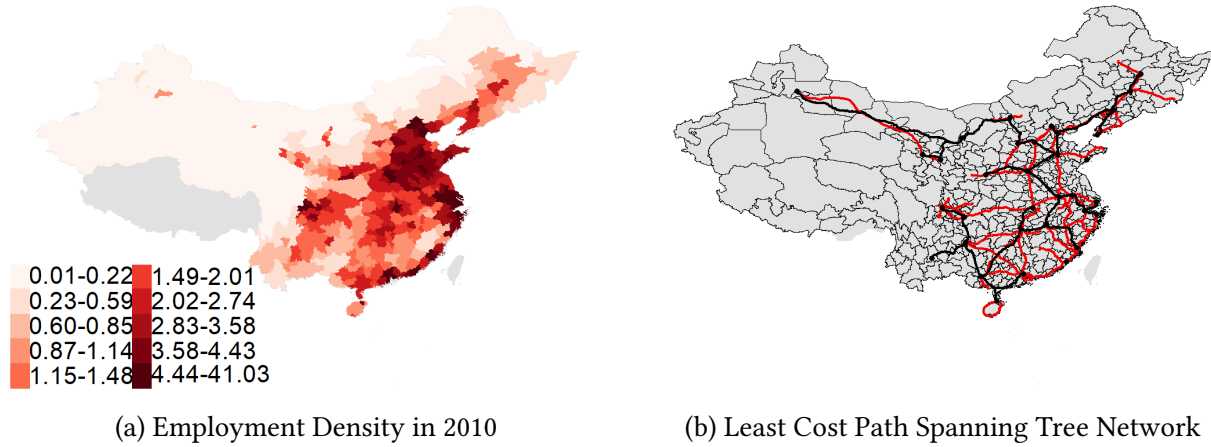 0.01-0.22 1.49-2.01
0.23-0.59 2.02-2.74
0.60-0.85 2.83-3.58
0.87-1.14 3.58-4.43
1.15-1.48 4.44-41.03
(a) Employment Density in 2010
(b) Least Cost Path Spanning Tree Network